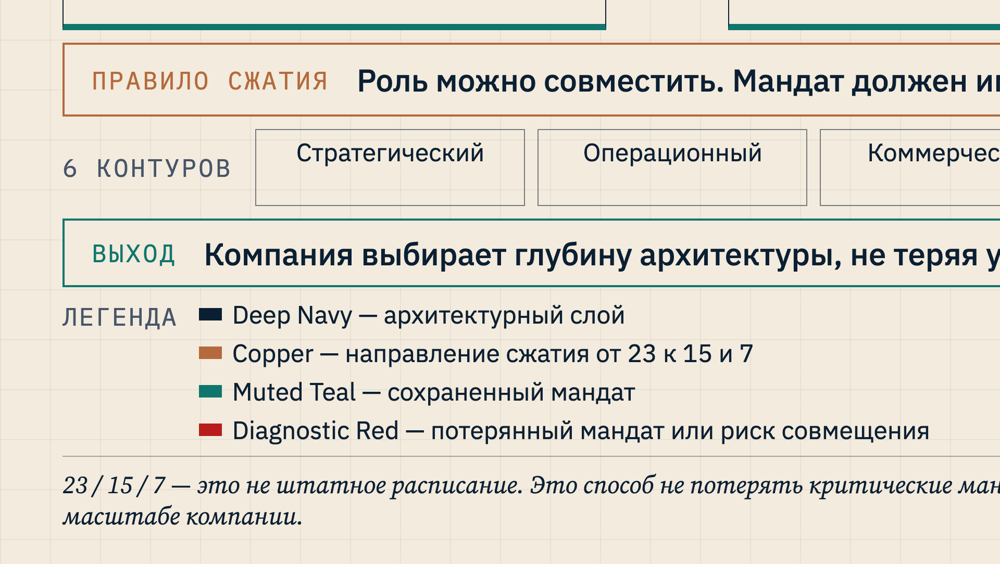 ПРАВИЛО СЖАТИЯ Роль можно совместить. Мандат должен
6 КОНТУРОВ Стратегический Операционный
ВЫХОД Компания выбирает глубину архитектуры, не теряя
ЛЕГЕНДА Deep Navy — архитектурный слой
Copper — направление сжатия от 23 к 15 и 7
Muted Teal — сохраненный мандат
Diagnostic Red — потерянный мандат или риск совмещения
23 / 15 / 7 — это не штатное расписание. Это способ не потерять критические
масштабе компании.